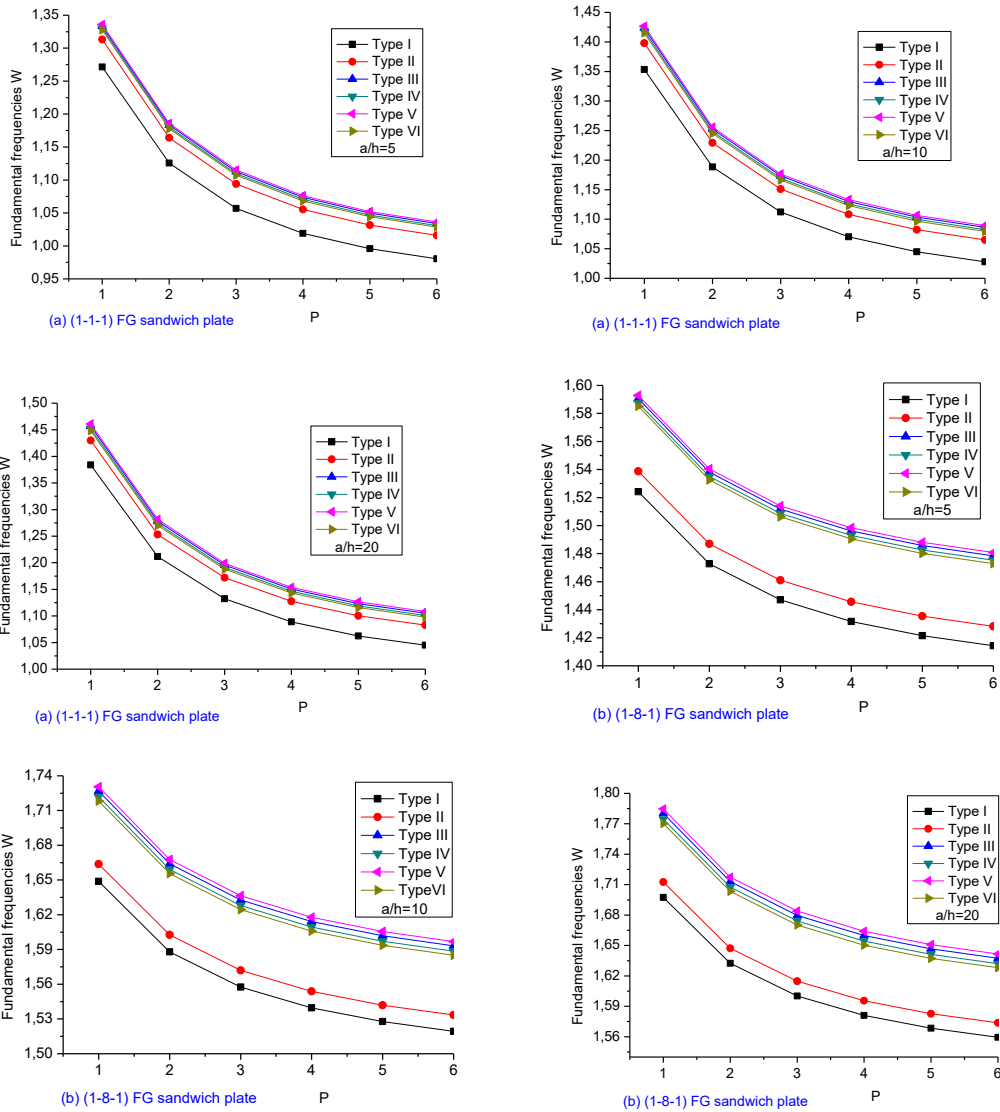 Fundamental frequencies W
1,35
1,30
1,25
1,20
1,15
1,10
1,05
1,00
0,95
Type I
Type II
Type III
Type IV
Type V
Type VI
a/h=5
1 2 3 4 5 6
P
(a) (1-1-1) FG sandwich plate
Fundamental frequencies W
1,45
1,40
1,35
1,30
1,25
1,20
1,15
1,10
1,05
1,00
Type I
Type II
Type III
Type IV
Type V
Type VI
a/h=10
1 2 3 4 5 6
P
(a) (1-1-1) FG sandwich plate
Fundamental frequencies W
1,50
1,45
1,40
1,35
1,30
1,25
1,20
1,15
1,10
1,05
1,00
Type I
Type II
Type III
Type IV
Type V
Type VI
a/h=20
1 2 3 4 5 6
P
(a) (1-1-1) FG sandwich plate
Fundamental frequencies W
1,60
1,58
1,56
1,54
1,52
1,50
1,48
1,46
1,44
1,42
1,40
Type I
Type II
Type III
Type IV
Type V
Type VI
a/h=5
1 2 3 4 5 6
P
(b) (1-8-1) FG sandwich plate
Fundamental frequencies W
1,74
1,71
1,68
1,65
1,62
1,59
1,56
1,53
1,50
Type I
Type II
Type III
Type IV
Type V
TypeVI
a/h=10
1 2 3 4 5 6
P
(b) (1-8-1) FG sandwich plate
Fundamental frequencies W
1,80
1,77
1,74
1,71
1,68
1,65
1,62
1,59
1,56
Type I
Type II
Type III
Type IV
Type V
Type VI
a/h=20
1 2 3 4 5 6
P
(b) (1-8-1) FG sandwich plate